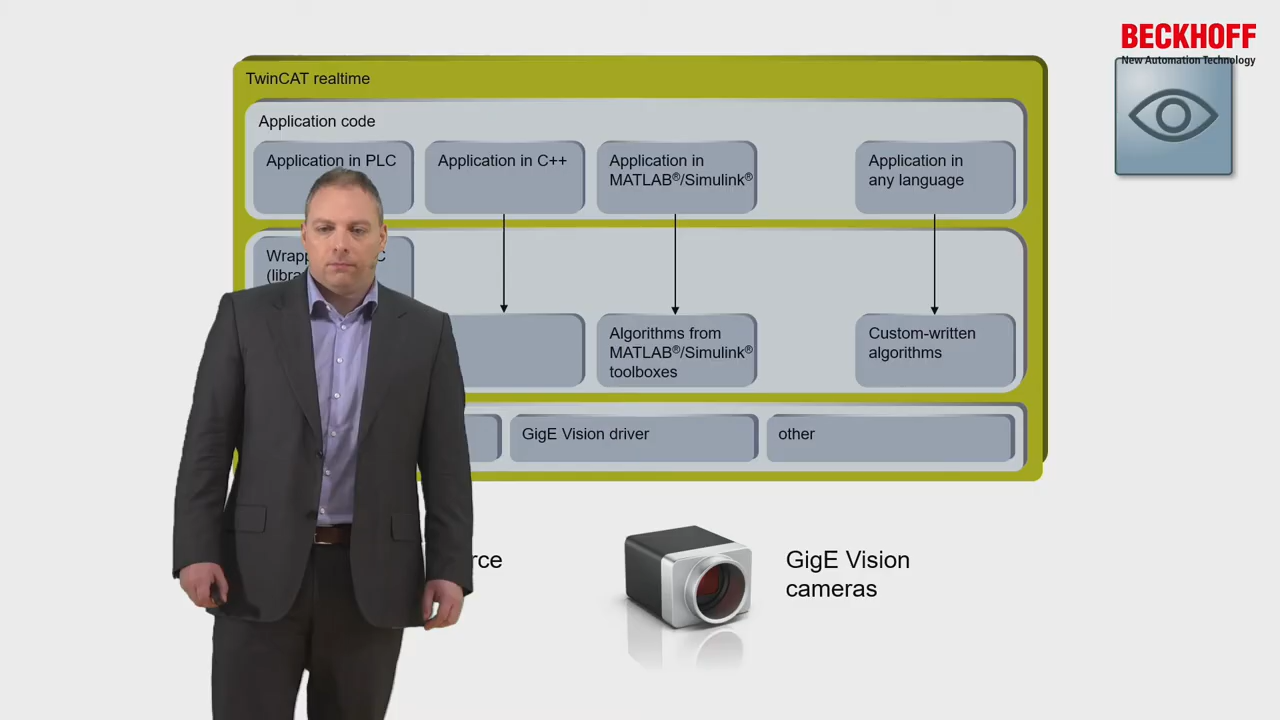 BECKHOFF
New Automation Technology
TwinCAT realtime
Application code
Application in PLC
Application in C++
Application in
MATLAB®/Simulink®
Application in
any language
Algorithms from
MATLAB®/Simulink®
toolboxes
Custom-written
algorithms
GigE Vision driver
other
GigE Vision
cameras